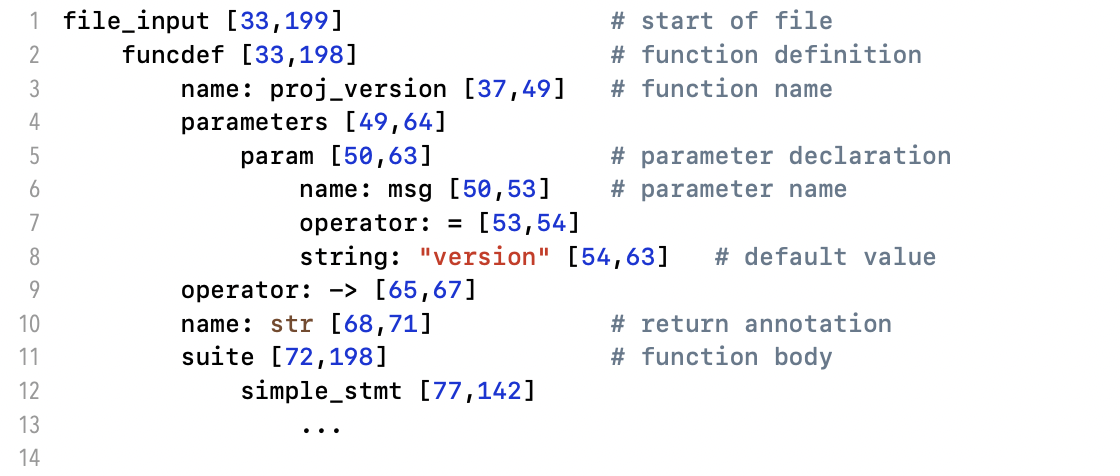 1 file_input [33,199] # start of file
2 funcdef [33,198] # function definition
3 name: proj_version [37,49] # function name
4 parameters [49,64]
5 param [50,63] # parameter declaration
6 name: msg [50,53] # parameter name
7 operator: = [53,54]
8 string: "version" [54,63] # default value
9 operator: -> [65,67]
10 name: str [68,71] # return annotation
11 suite [72,198] # function body
12 simple_stmt [77,142]
13 ...
14